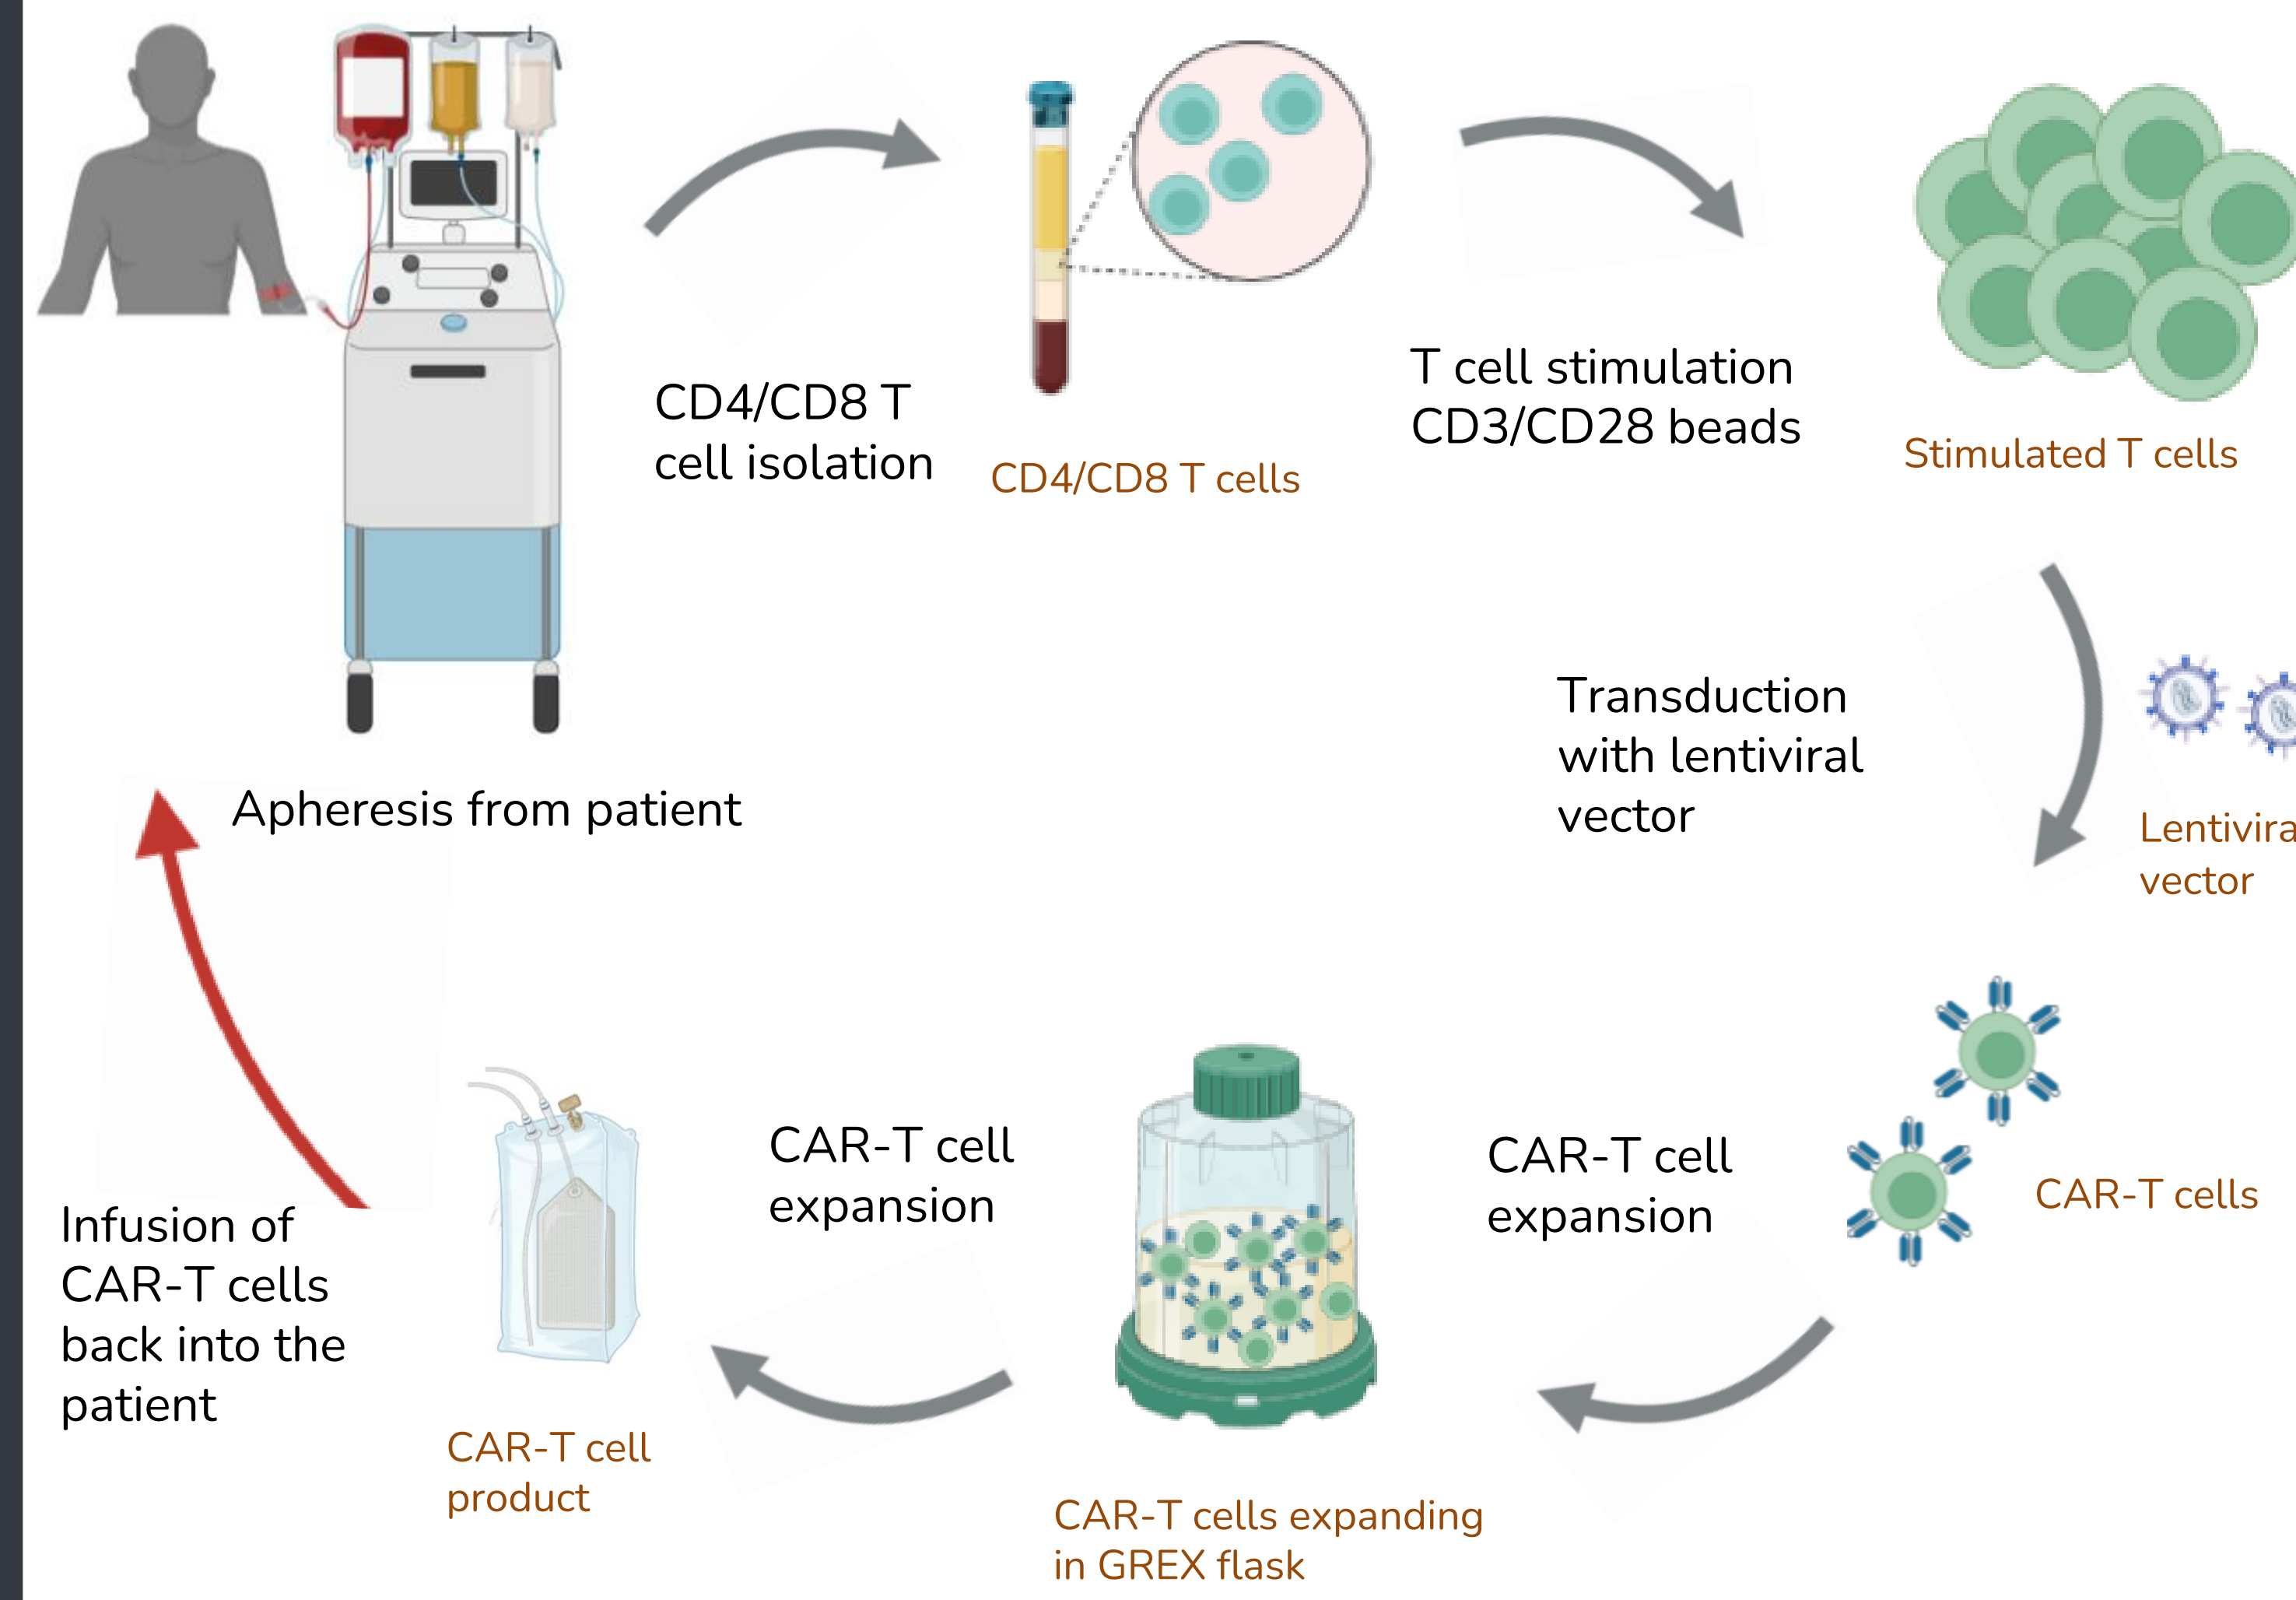 CD4/CD8 T
cell isolation
CD4/CD8 T cells
T cell stimulation
CD3/CD28 beads
Stimulated T cells
Transduction
with lentiviral
vector
vector
Apheresis from patient
CAR-T cells
CAR-T cell
expansion
CAR-T cells expanding
in GREX flask
CAR-T cell
expansion
CAR-T cell
product
Infusion of
CAR-T cells
back into the
patient